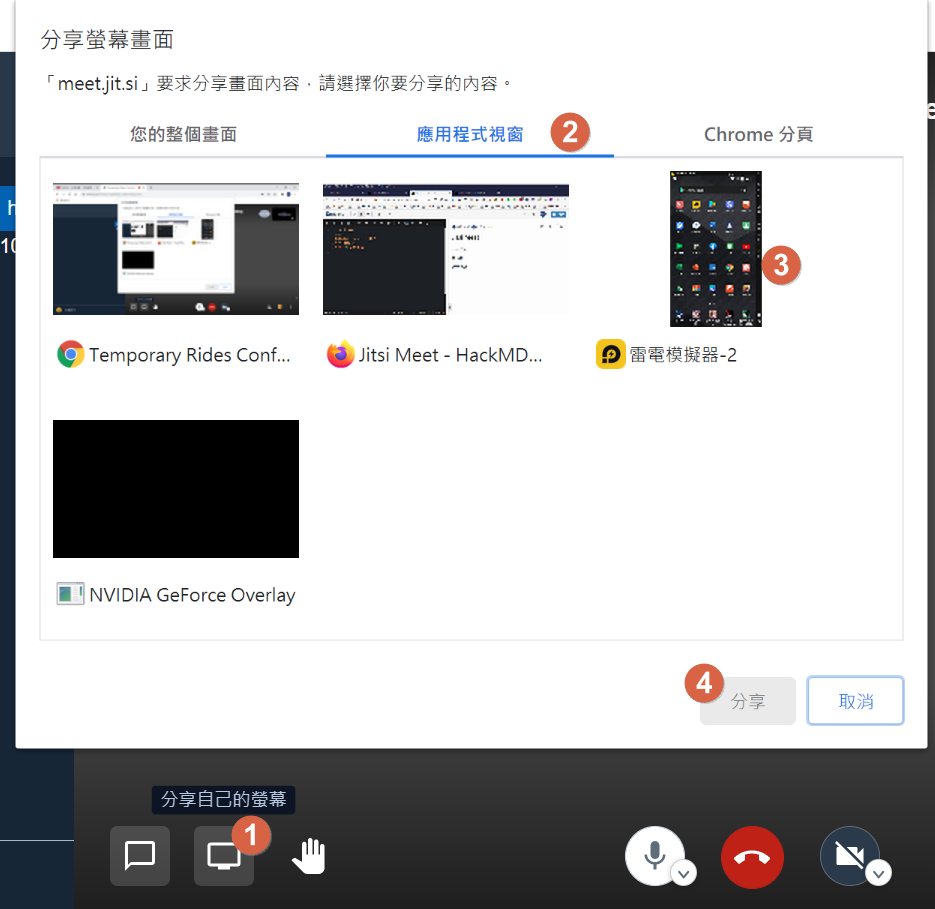 分享螢幕畫面
「meet.jit.si」要求分享畫面內容，請選擇你要分享的內容。
您的整個畫面
應用程式視窗
2
Chrome 分頁
3
Temporary Rides Conf...
Jitsi Meet - HackMD...
雷電模擬器-2
NVIDIA GeForce Overlay
4
分享
取消
分享自己的螢幕
1
h
10
e